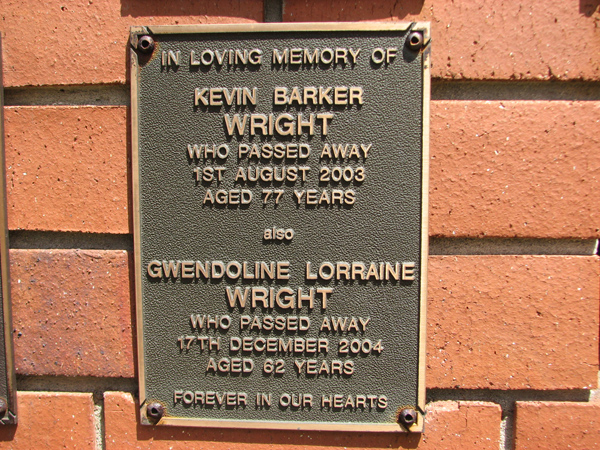 IN LOVING MEMORY OF
KEVIN BARKER
WRIGHT
WHO PASSED AWAY
1ST AUGUST 2003
AGED 77 YEARS
also
GWENDOLINE LORRAINE
WRIGHT
WHO PASSED AWAY
17TH DECEMBER 2004
AGED 62 YEARS
FOREVER IN OUR HEARTS